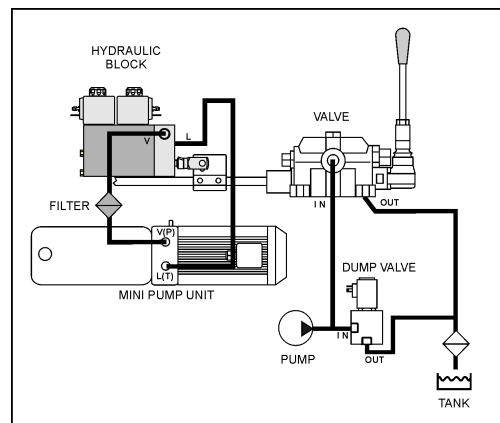 HYDRAULIC
BLOCK
V
L
VALVE
IN
OUT
FILTER
V(P)
L(T)
MINI PUMP UNIT
DUMP VALVE
PUMP
IN
OUT
TANK